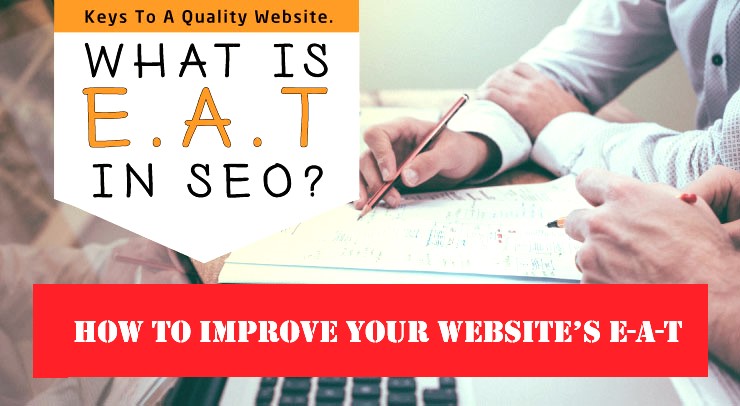 Keys To A Quality Website.
WHAT IS
E.A.T
IN SEO?
HOW TO IMPROVE YOUR WEBSITE'S E-A-T